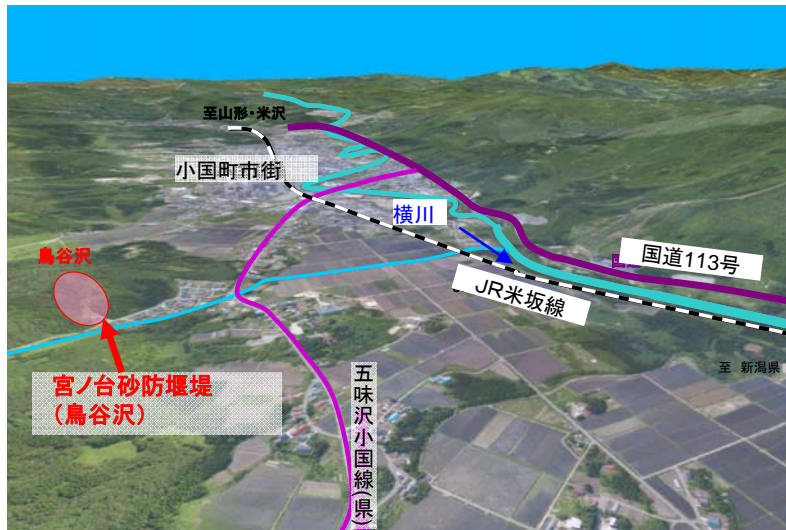 至山形・米沢
小国町市街
横川
国道113号
国
JR米坂線
鳥谷沢
至 新潟県
宮ノ台砂防堰堤
(鳥谷沢)
五味沢小国線(県)